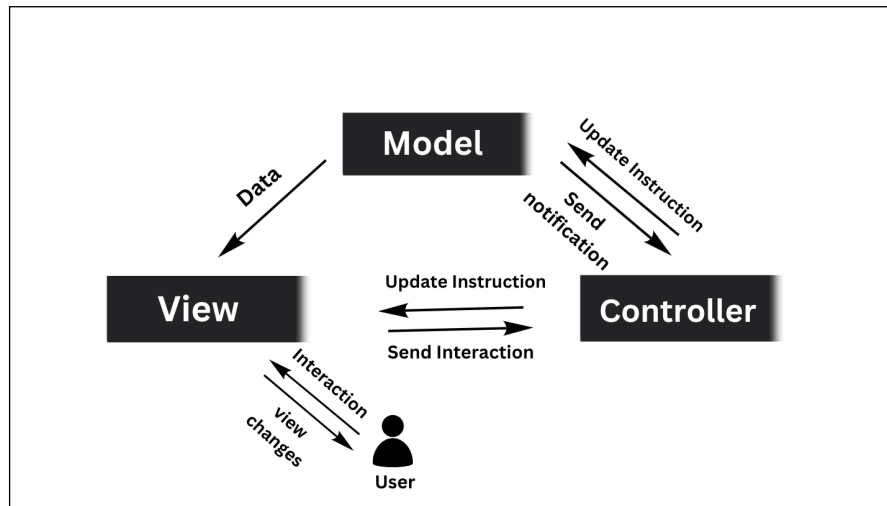 Model
Data
Update Instruction
Send
notification
View
Update Instruction
Send Interaction
Controller
Interaction
view
changes
User